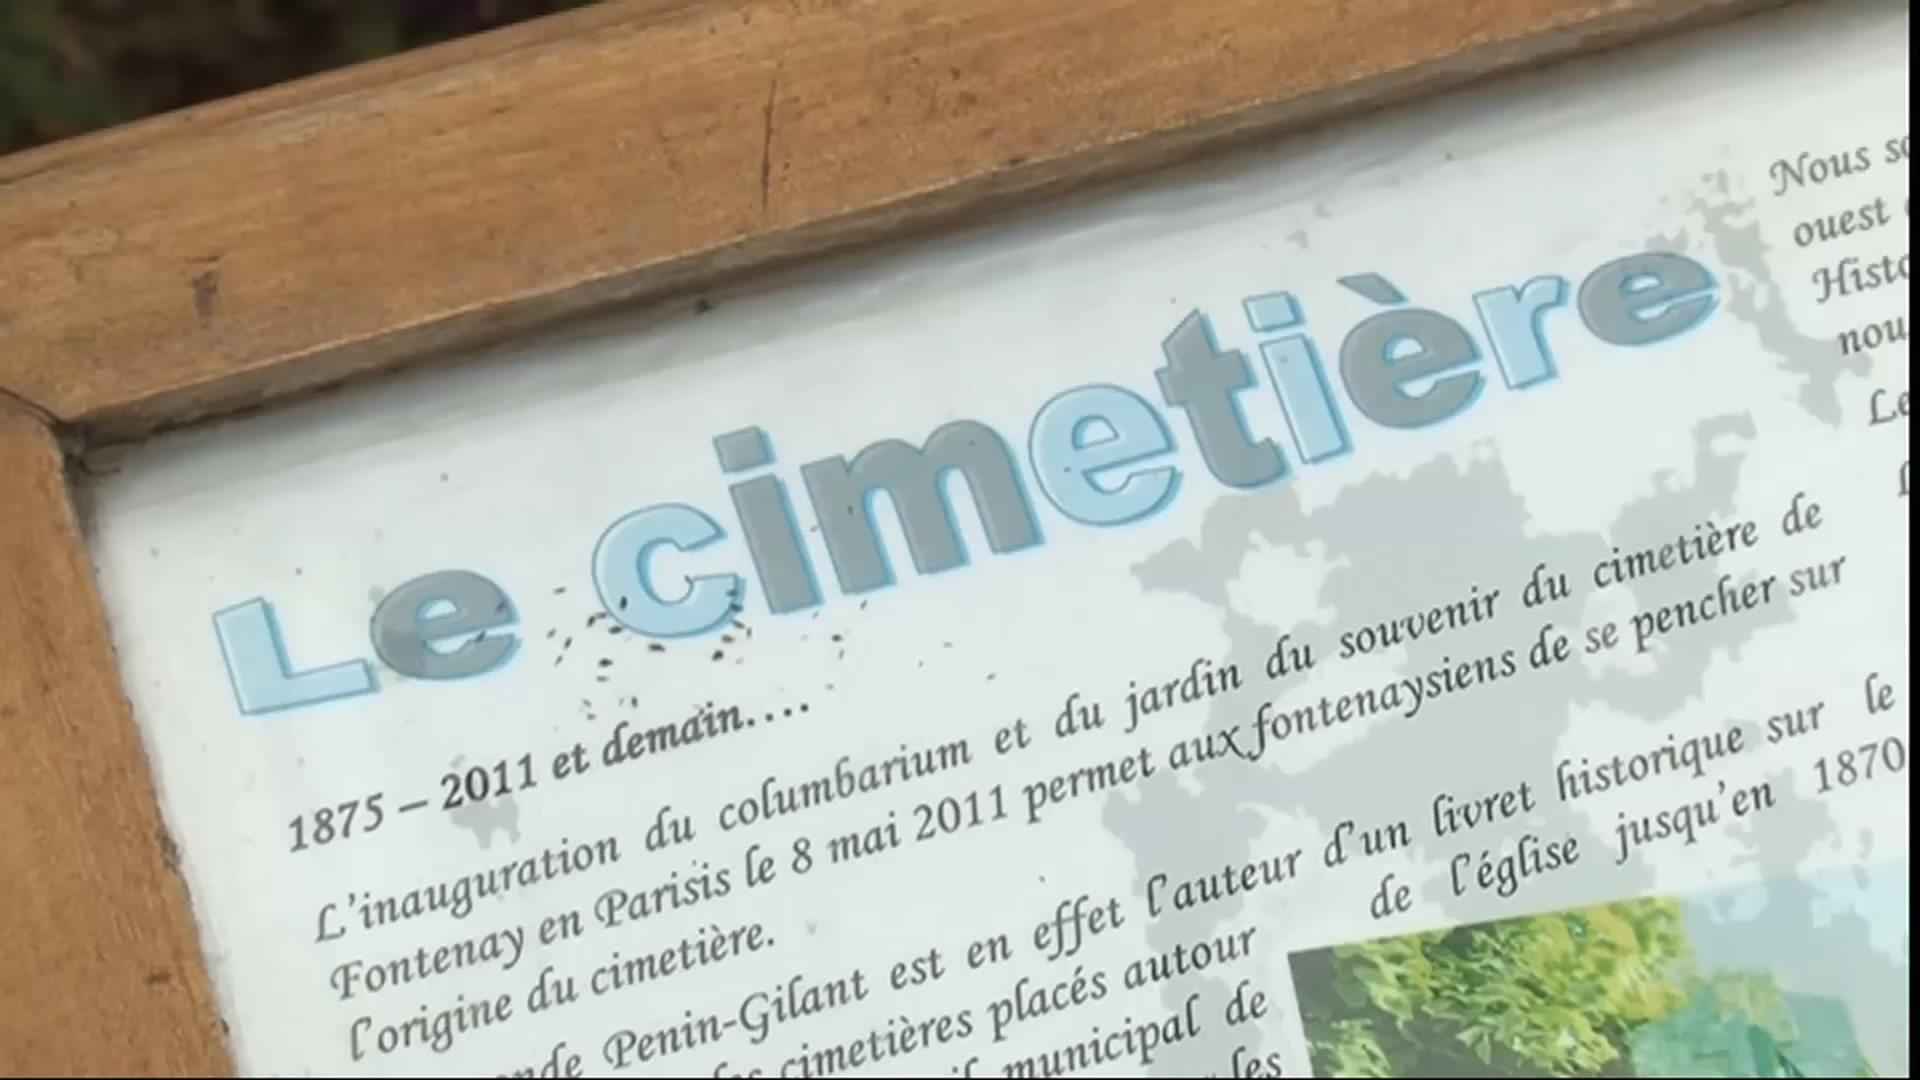 Le cimetière
1875 – 2011 et demain....
L'inauguration du columbarium et du jardin du souvenir du cimetière de
Fontenay en Parisis le 8 mai 2011 permet aux fontenaysiens de se pencher sur
l'origine du cimetière.
Penin-Gilant est en effet l'auteur d'un livret historique sur le
cimetières placés autour de l'église jusqu'en 1870
municipal de
les
Nous
ouest
Le